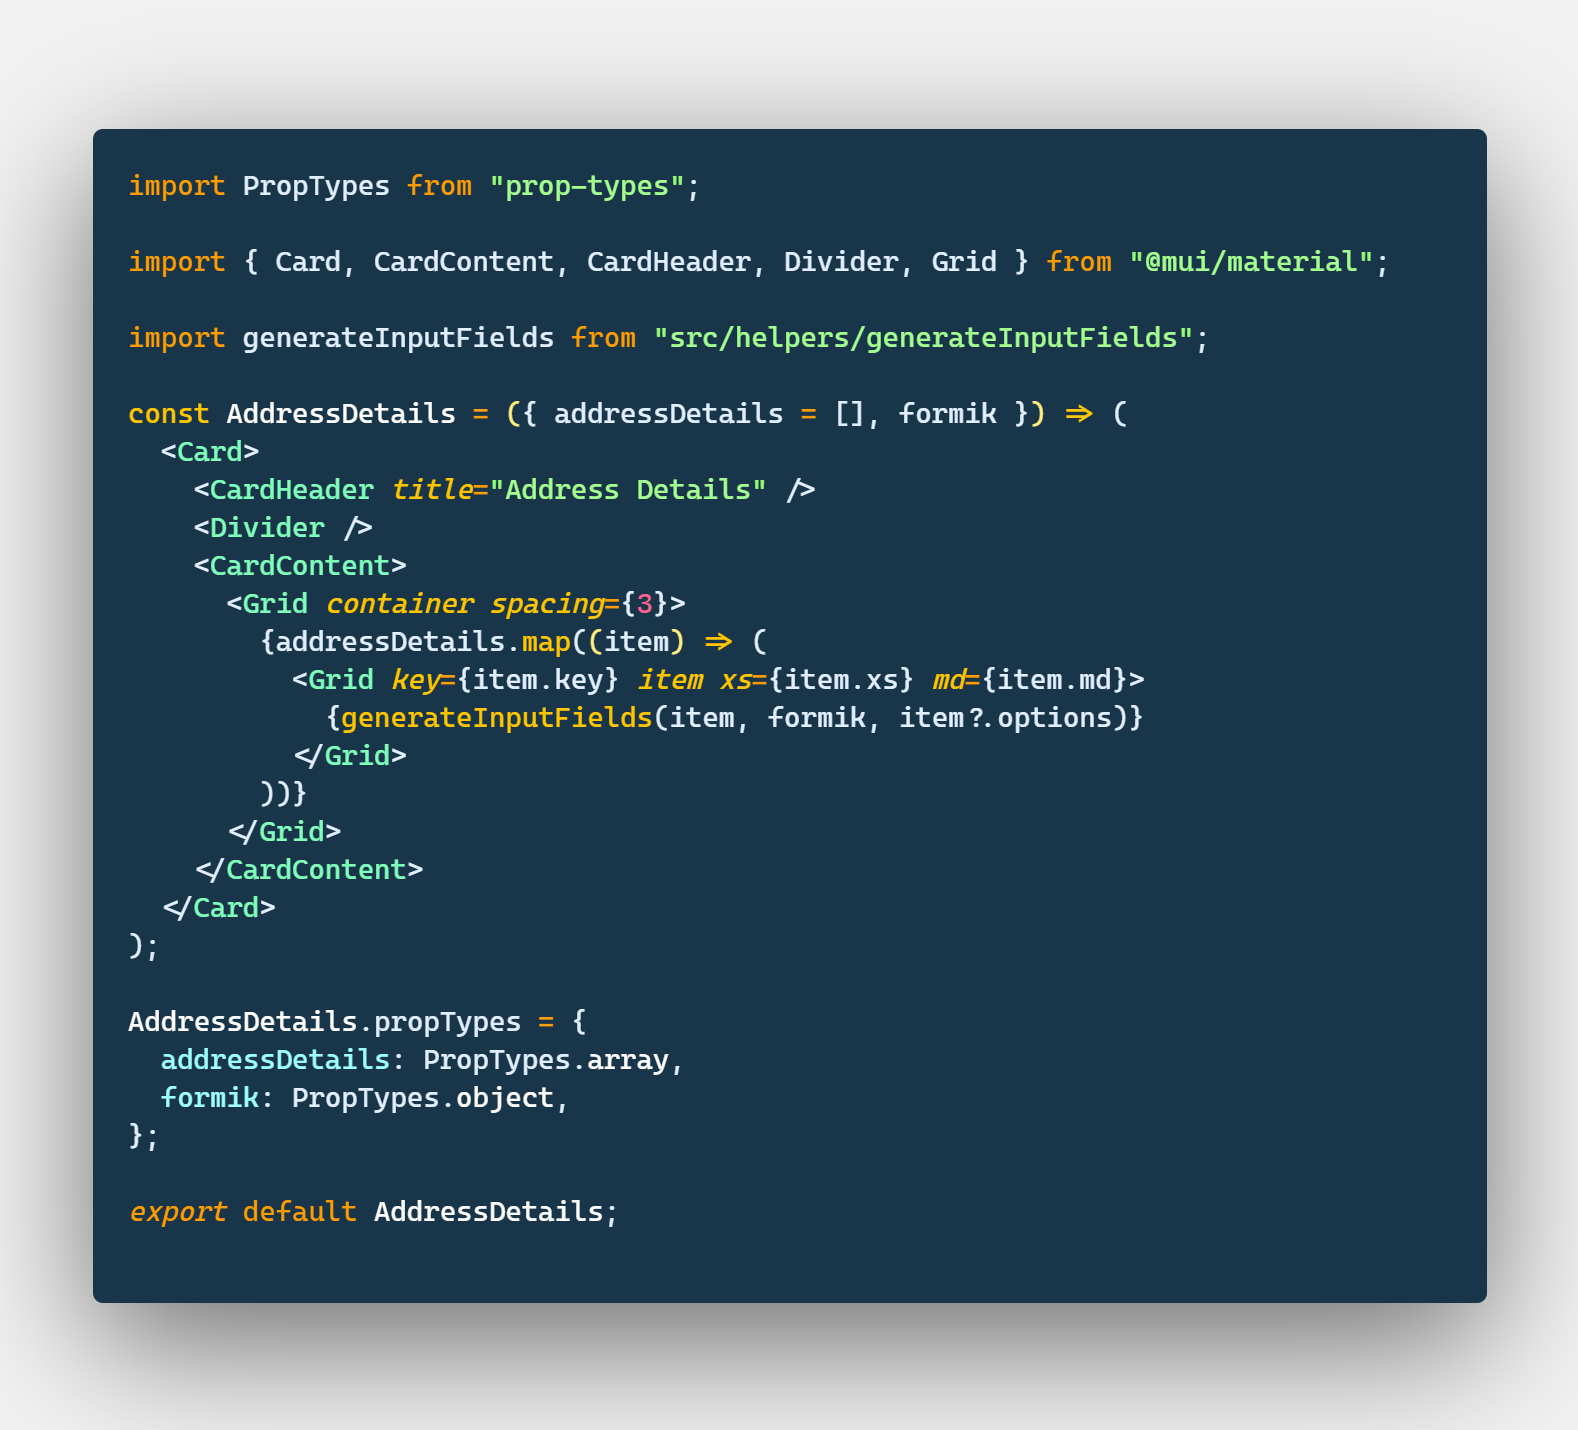 import PropTypes from "prop-types";
import { Card, CardContent, CardHeader, Divider, Grid } from "@mui/material";
import generateInputFields from "src/helpers/generateInputFields";
const AddressDetails = ({ addressDetails = [], formik }) => (
  <Card>
    <CardHeader title="Address Details" />
    <Divider />
    <CardContent>
      <Grid container spacing={3}>
        {addressDetails.map((item) => (
          <Grid key={item.key} item xs={item.xs} md={item.md}>
            {generateInputFields(item, formik, item?.options)}
          </Grid>
        ))}
      </Grid>
    </CardContent>
  </Card>
);
AddressDetails.propTypes = {
  addressDetails: PropTypes.array,
  formik: PropTypes.object,
};
export default AddressDetails;